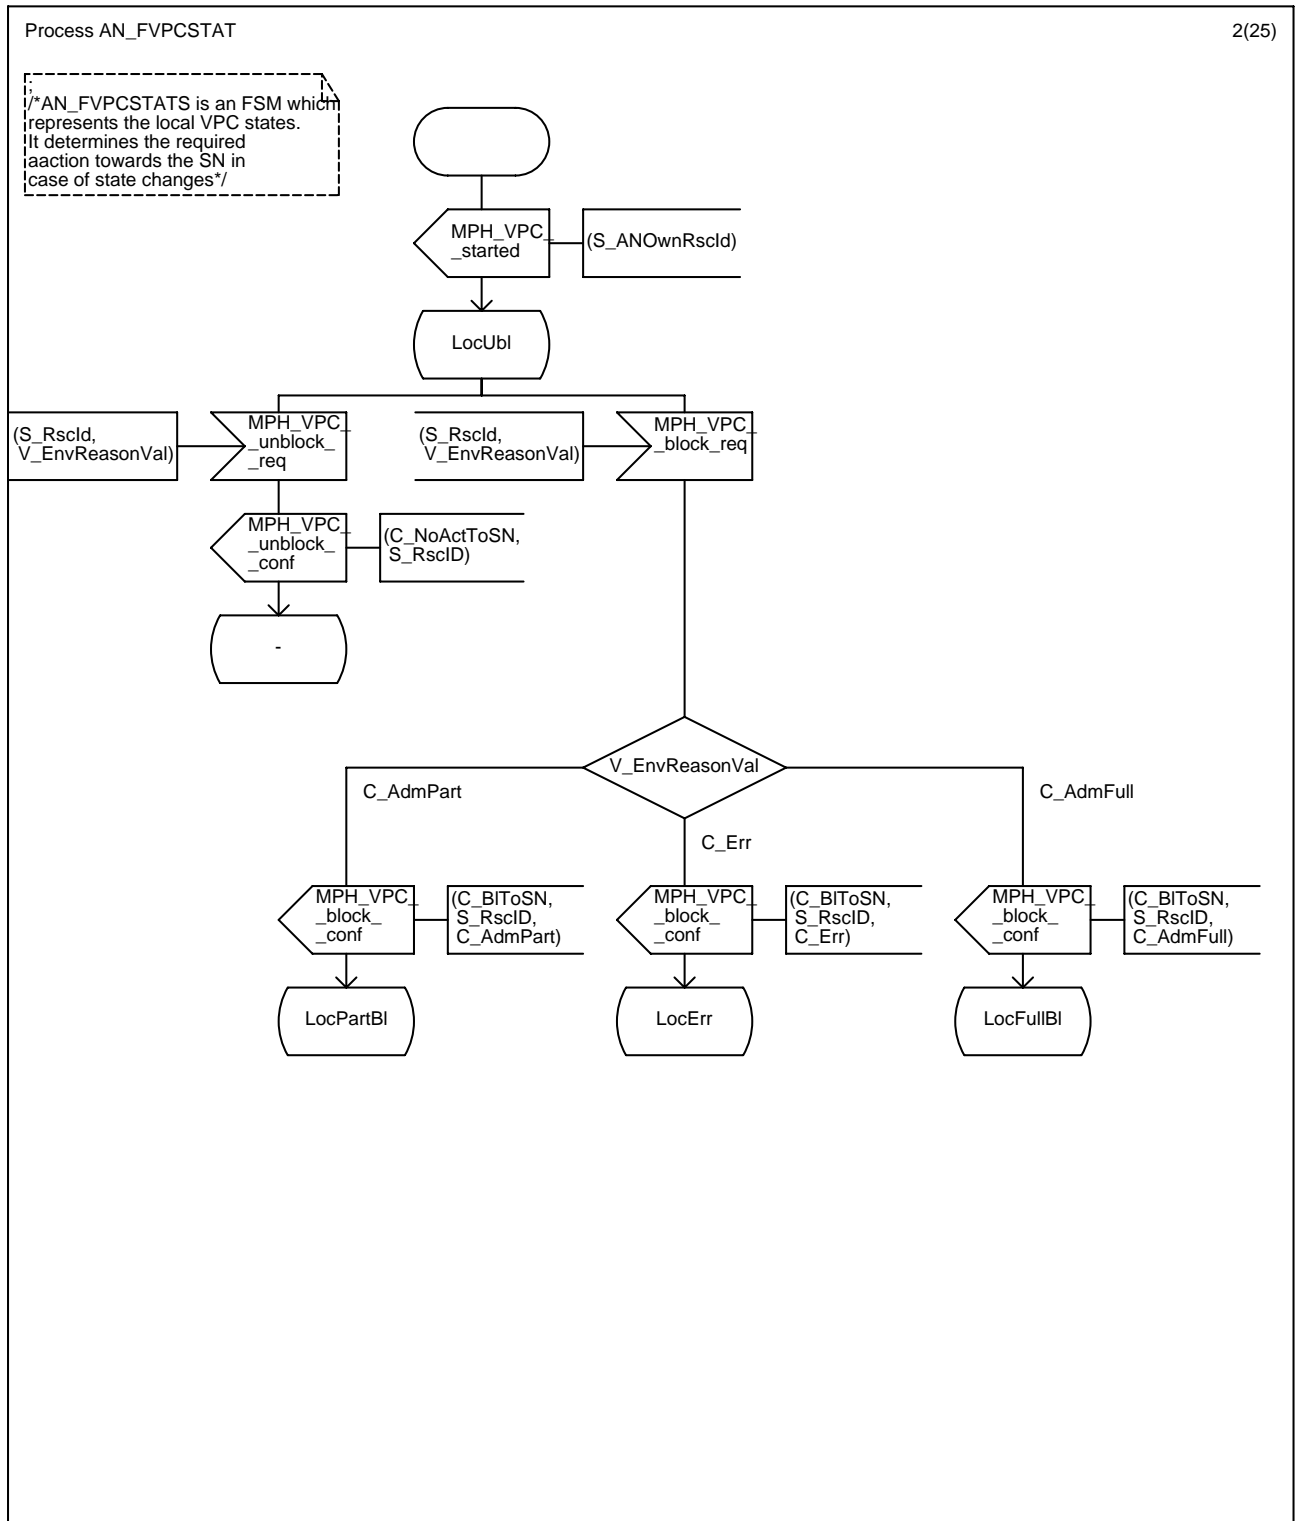 Process AN_FVPCSTAT
2(25)
;
/*AN_FVPCSTATS is an FSM which
represents the local VPC states.
It determines the required
aaction towards the SN in
case of state changes*/
MPH_VPC_
_started
(S_ANOwnRscId)
LocUbl
(S_RscId,
V_EnvReasonVal)
MPH_VPC_
_unblock_
_req
(S_RscId,
V_EnvReasonVal)
MPH_VPC_
_block_req
MPH_VPC_
_unblock_
_conf
(C_NoActToSN,
S_RscID)
-
V_EnvReasonVal
C_AdmPart
C_AdmFull
C_Err
MPH_VPC_
_block_
_conf
(C_BlToSN,
S_RscID,
C_AdmPart)
MPH_VPC_
_block_
_conf
(C_BlToSN,
S_RscID,
C_Err)
MPH_VPC_
_block_
_conf
(C_BlToSN,
S_RscID,
C_AdmFull)
LocPartBl
LocErr
LocFullBl